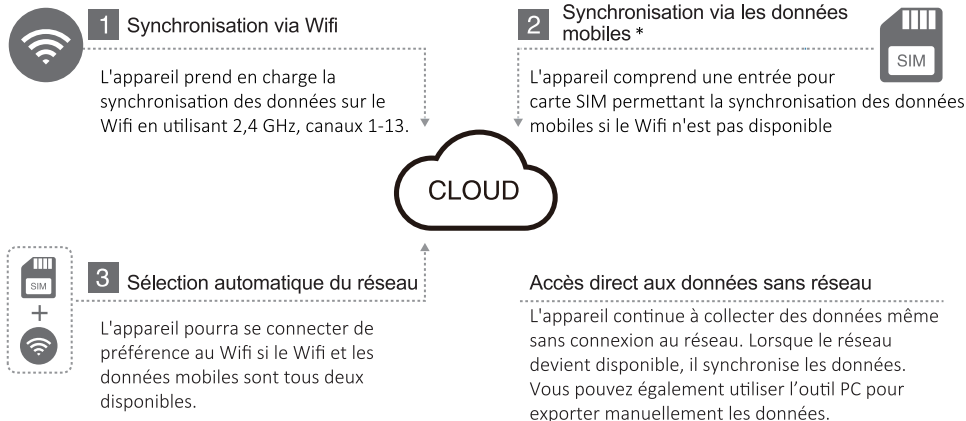 1 Synchronisation via Wifi
L'appareil prend en charge la
synchronisation des données sur le
Wifi en utilisant 2,4 GHz, canaux 1-13.
2 Synchronisation via les données
mobiles *
SIM
L'appareil comprend une entrée pour
carte SIM permettant la synchronisation des données
mobiles si le Wifi n'est pas disponible
CLOUD
SIM
+
3 Sélection automatique du réseau
L'appareil pourra se connecter de
préférence au Wifi si le Wifi et les
données mobiles sont tous deux
disponibles.
Accès direct aux données sans réseau
L'appareil continue à collecter des données même
sans connexion au réseau. Lorsque le réseau
devient disponible, il synchronise les données.
Vous pouvez également utiliser l’outil PC pour
exporter manuellement les données.